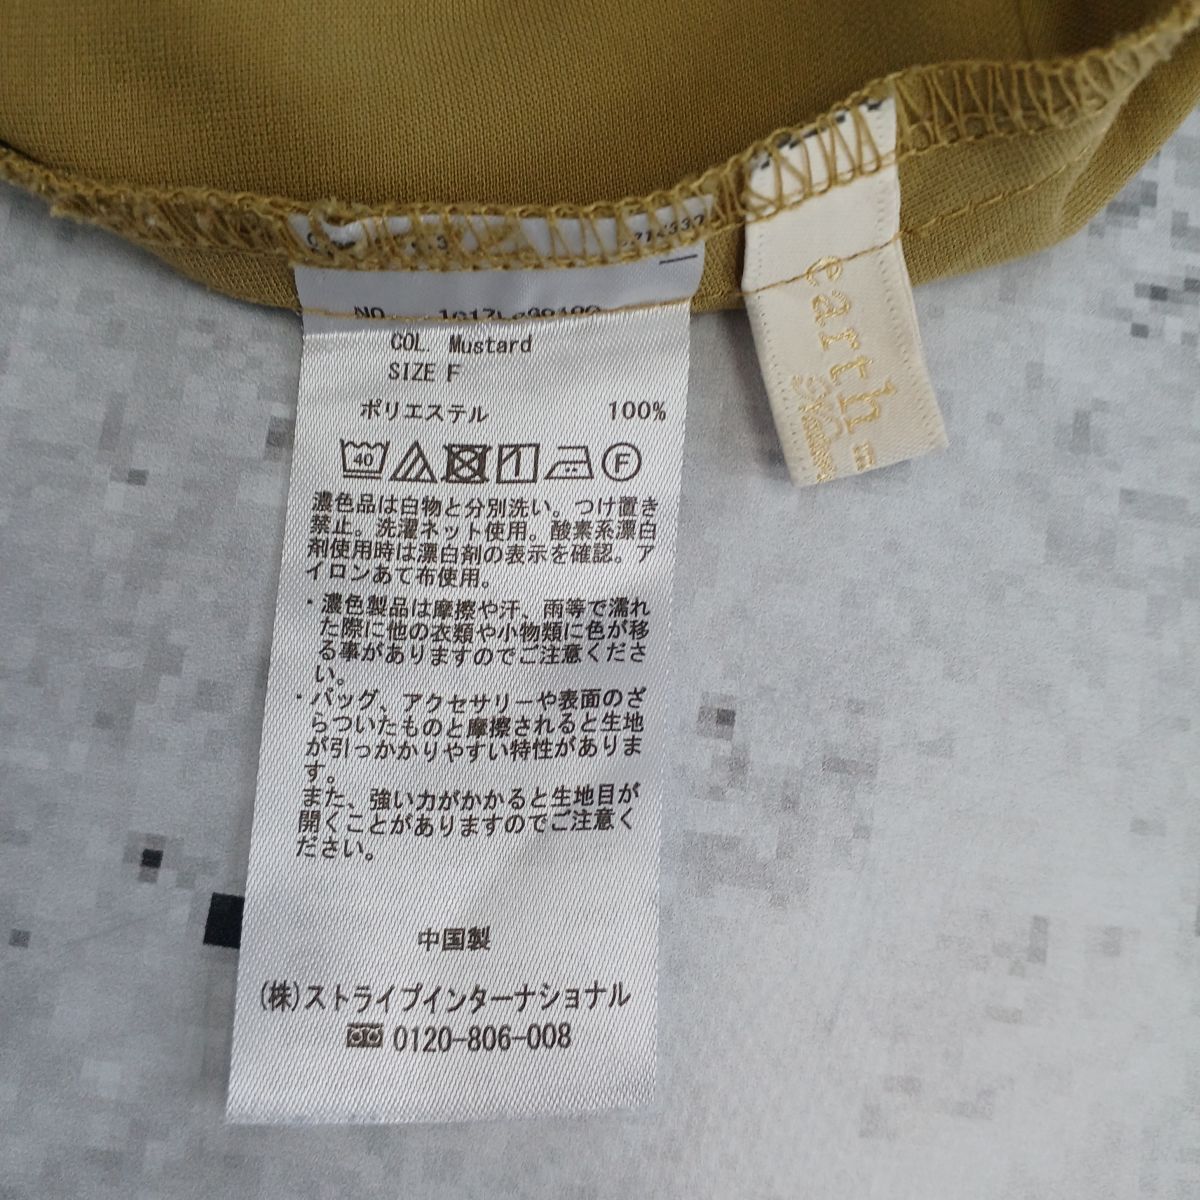 COL Mustard
SIZE F
ポリエステル 100%
40 F
濃色品は白物と分別洗い。つけ置き
禁止。洗濯ネット使用。酸素系漂白
剤使用時は漂白剤の表示を確認。ア
イロンあて布使用。
・濃色製品は摩擦や汗、雨等で濡れ
た際に他の衣類や小物類に色が移
る事がありますのでご注意くださ
い。
・バッグ、アクセサリーや表面のざ
らついたものと摩擦されると生地
が引っかかりやすい特性がありま
す。
また、強い力がかかると生地目が
開くことがありますのでご注意く
ださい。
中国製
(株)ストライプインターナショナル
0120-806-008
earth